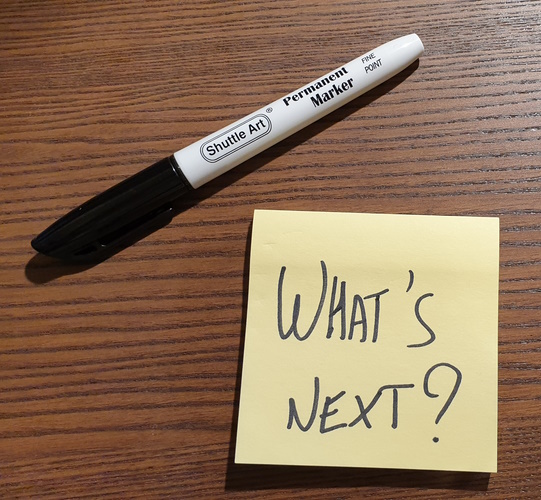 Shuttle Art®
Permanent
Marker
FINE
POINT
WHAT'S
NEXT?